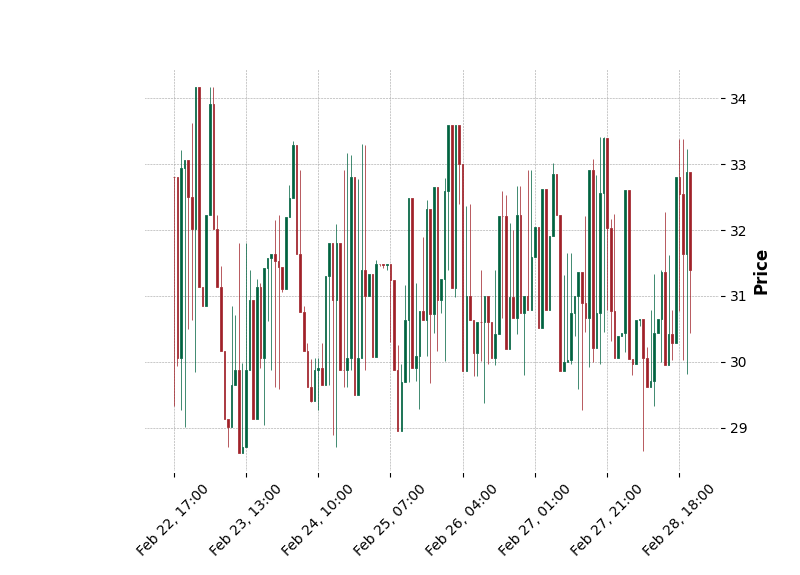 34
33
32
31
30
29
Price
Feb 22, 17:00
Feb 23, 13:00
Feb 24, 10:00
Feb 25, 07:00
Feb 26, 04:00
Feb 27, 01:00
Feb 27, 21:00
Feb 28, 18:00